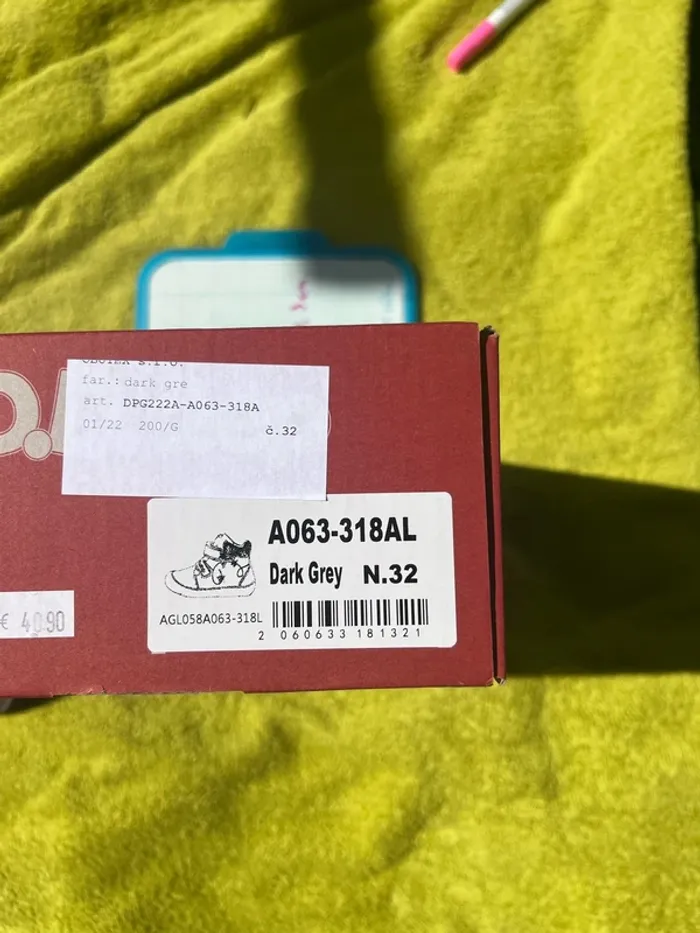 far.: dark gre
art. DPG222A-A063-318A
01/22 200/G č.32
A063-318AL
Dark Grey N.32
AGL058A063-318L
2 060633 181321
€ 40.90